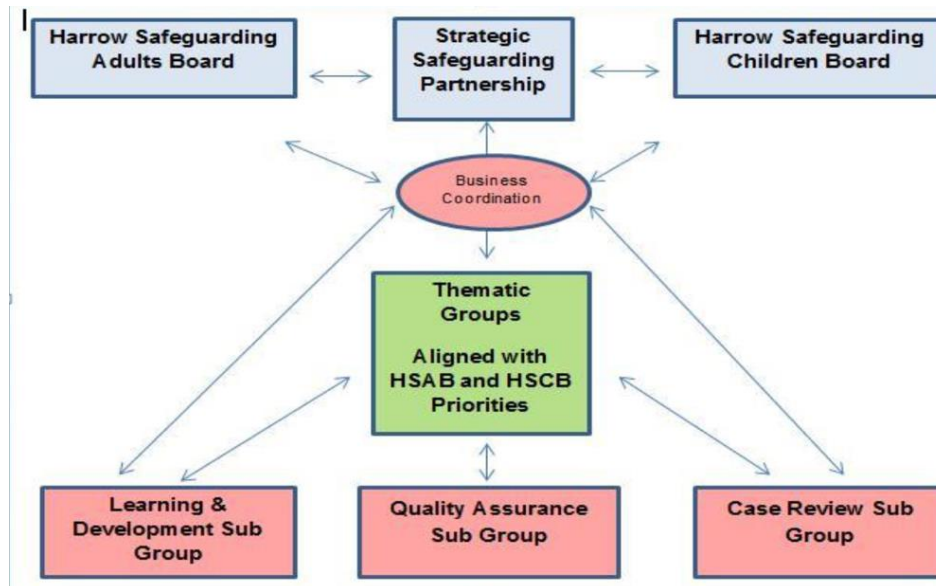 Harrow Safeguarding
Adults Board
Strategic
Safeguarding
Partnership
Harrow Safeguarding
Children Board
Business
Coordination
Thematic
Groups
Aligned with
HSAB and HSCB
Priorities
Learning &
Development Sub
Group
Quality Assurance
Sub Group
Case Review Sub
Group